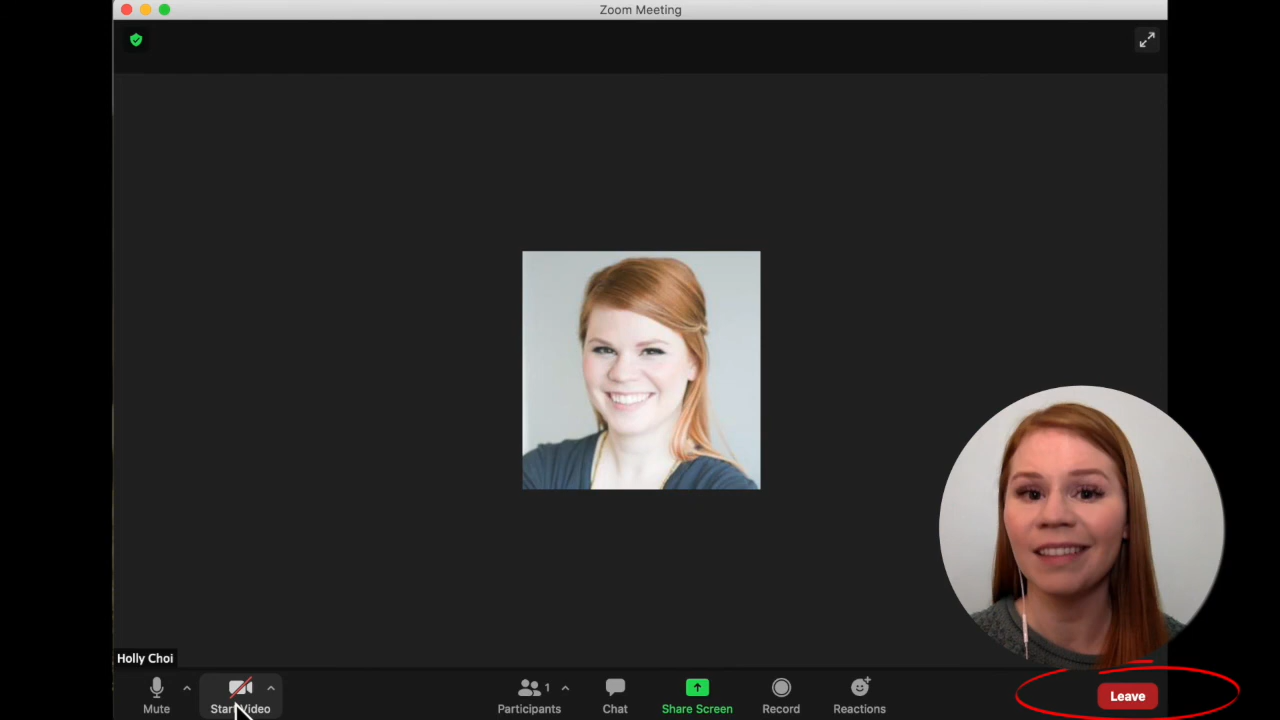 Zoom Meeting
Holly Choi
Mute
Start Video
Participants
1
Chat
Share Screen
Record
Reactions
Leave